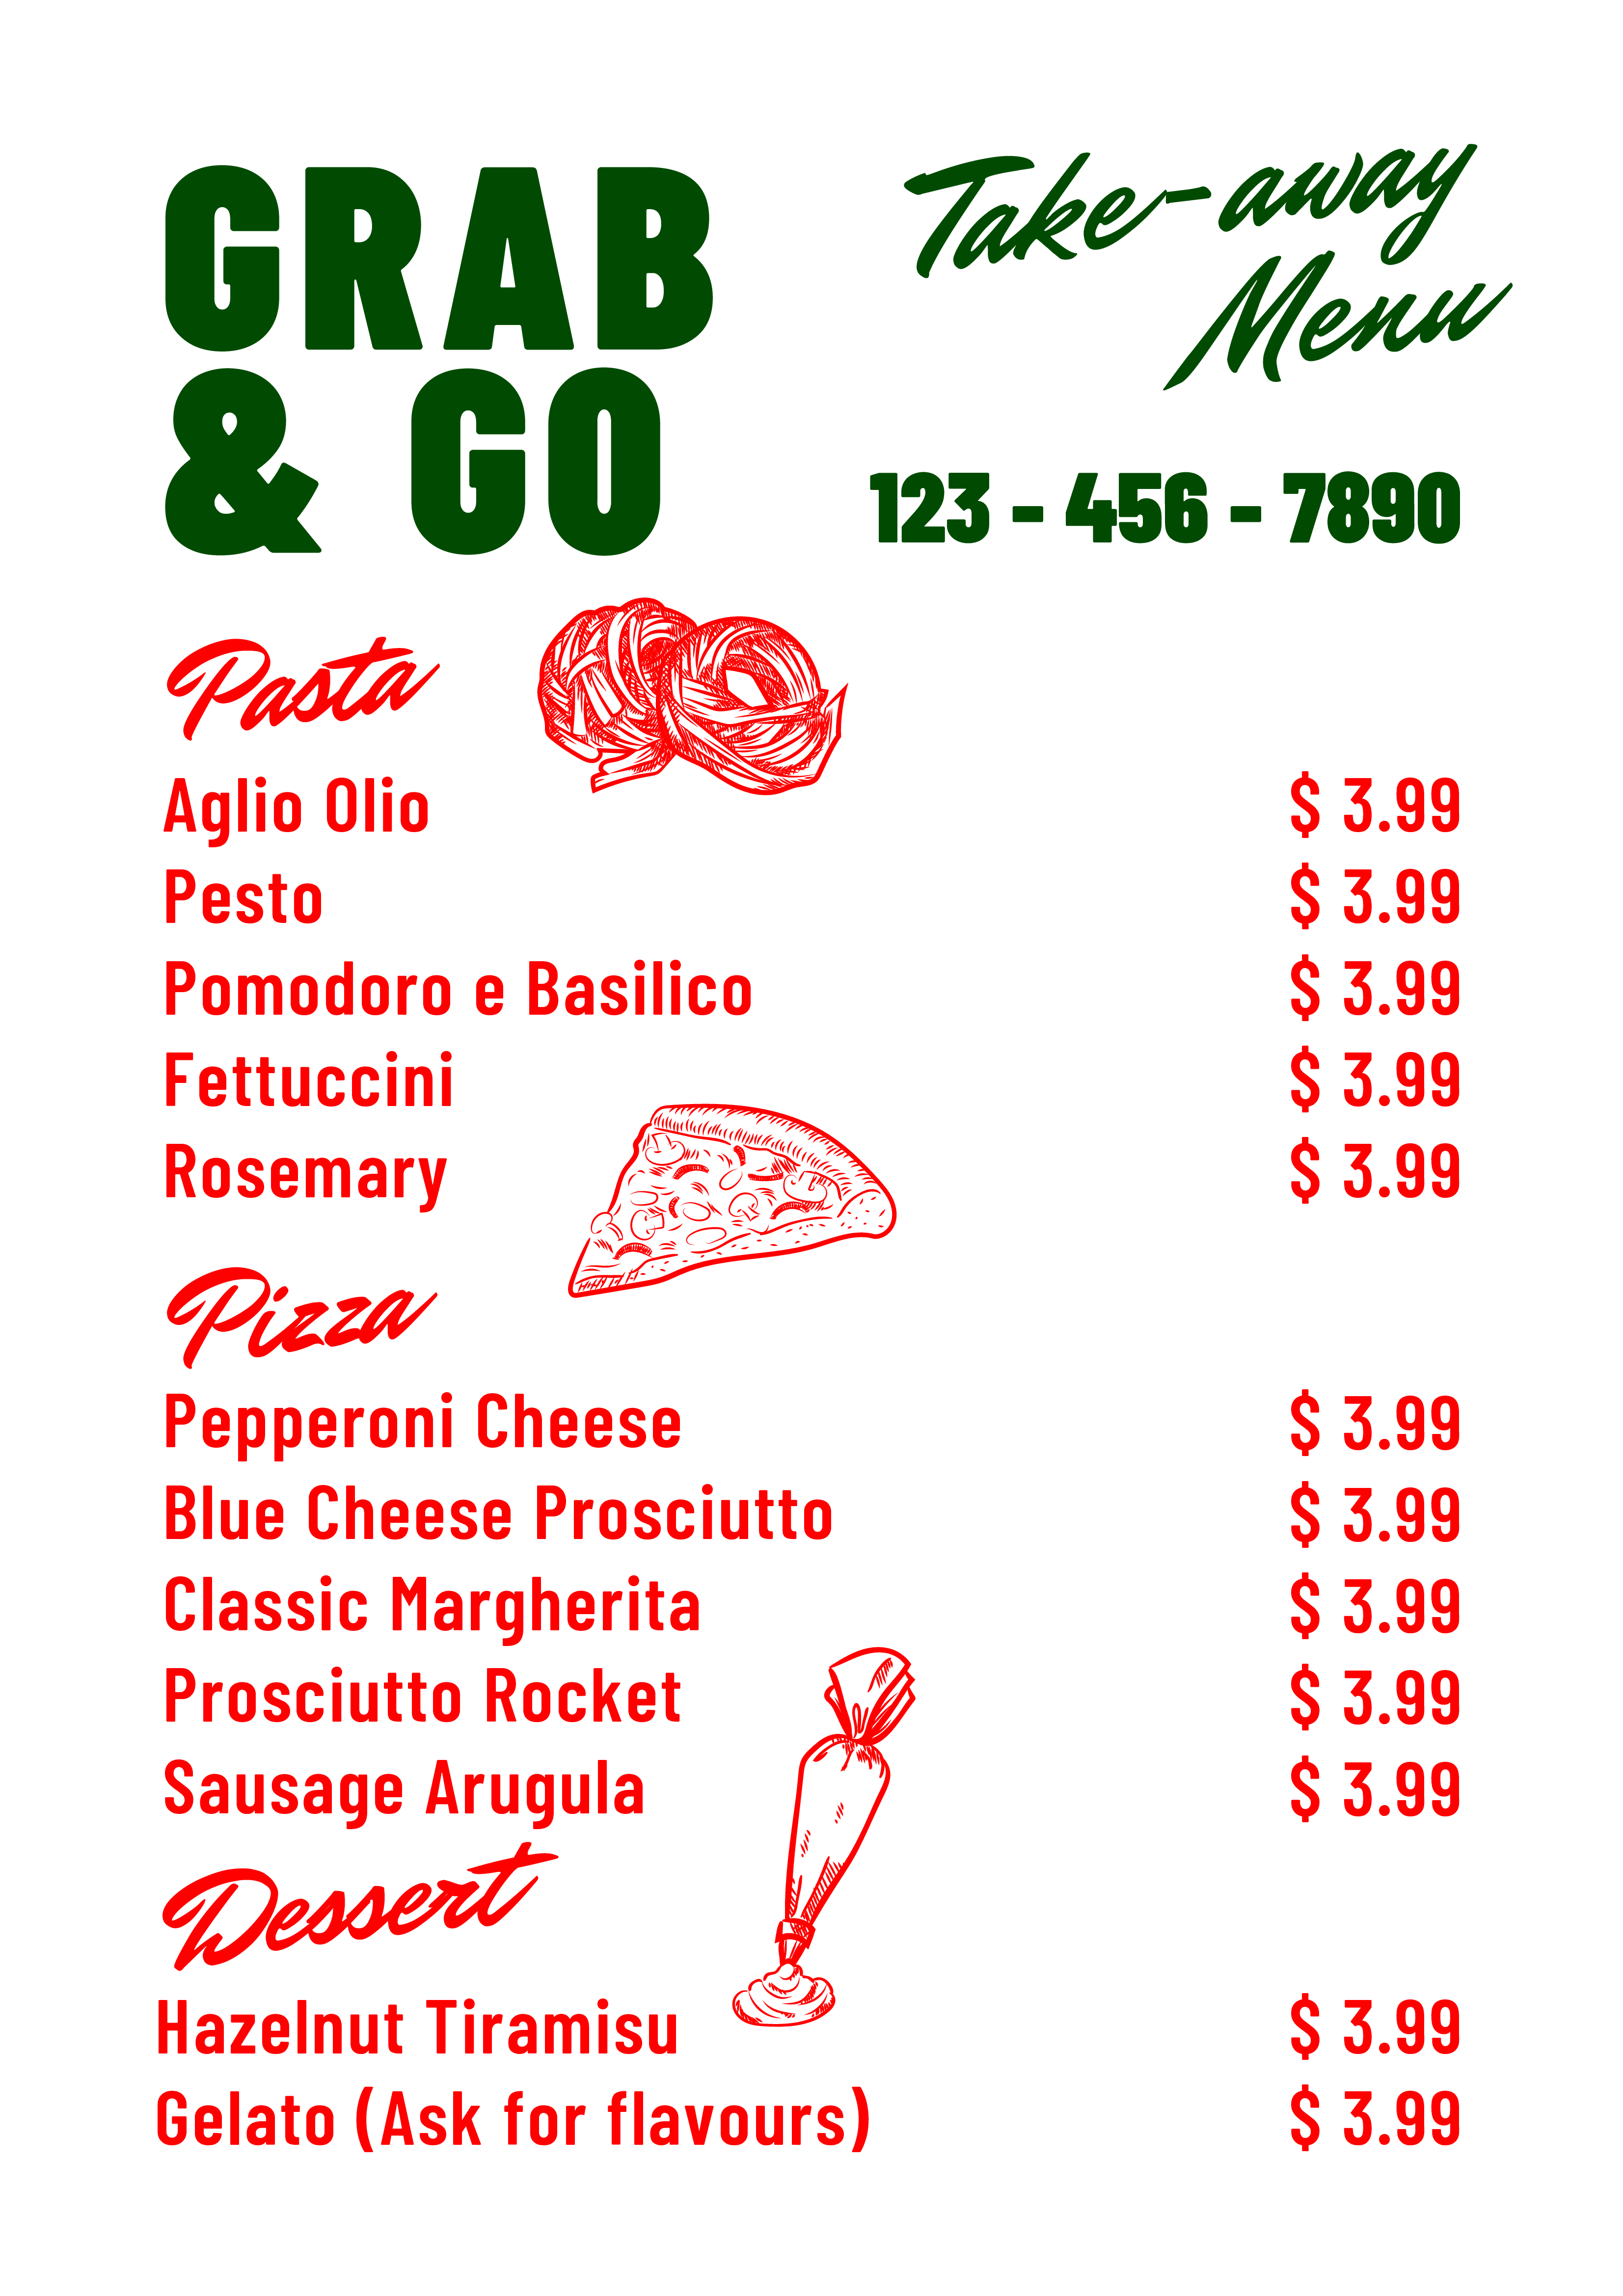 GRAB
& GO
Take-away
Menu
123 - 456 - 7890
Pasta
Aglio Olio $ 3.99
Pesto $ 3.99
Pomodoro e Basilico $ 3.99
Fettuccini $ 3.99
Rosemary $ 3.99
Pizza
Pepperoni Cheese $ 3.99
Blue Cheese Prosciutto $ 3.99
Classic Margherita $ 3.99
Prosciutto Rocket $ 3.99
Sausage Arugula $ 3.99
Dessert
Hazelnut Tiramisu $ 3.99
Gelato (Ask for flavours) $ 3.99